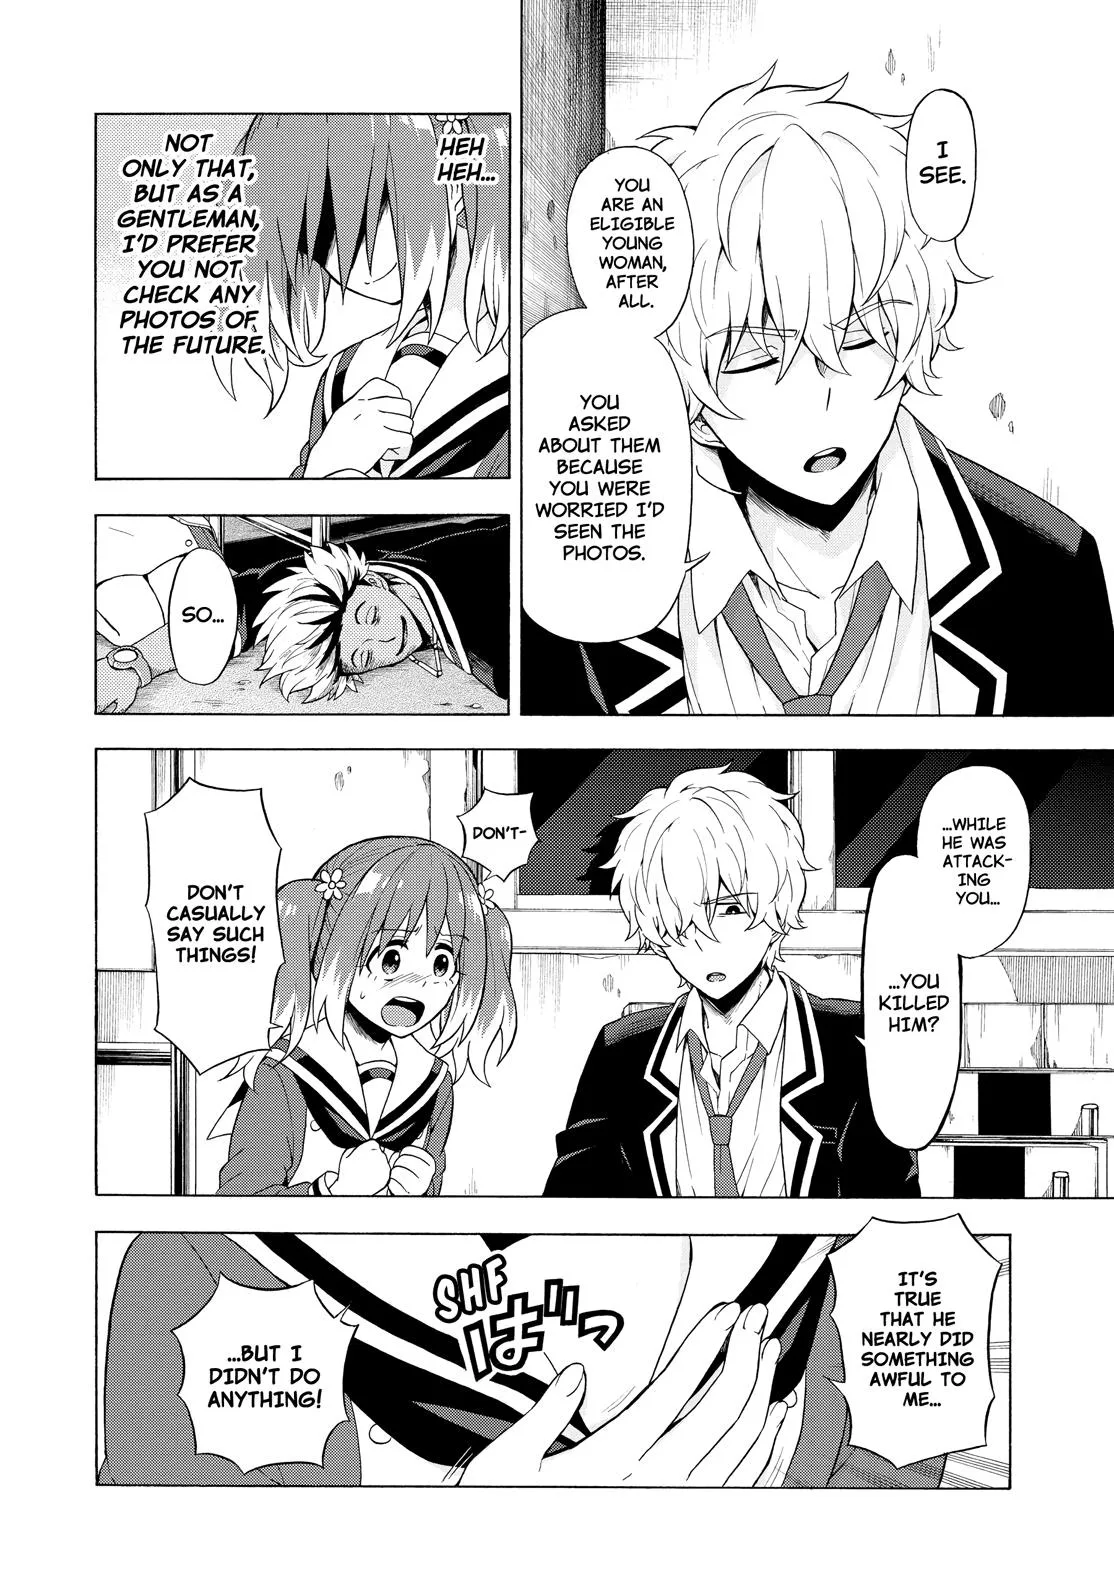 I
SEE.
YOU
ARE AN
ELIGIBLE
YOUNG
WOMAN,
AFTER
ALL.
YOU
ASKED
ABOUT THEM
BECAUSE
YOU WERE
WORRIED I'D
SEEN THE
PHOTOS.
HEH
HEH...
NOT
ONLY THAT,
BUT AS A
GENTLEMAN,
I'D PREFER
YOU NOT
CHECK ANY
PHOTOS OF
THE FUTURE.
SO...
...WHILE
HE WAS
ATTACK-
ING
YOU...
...YOU
KILLED
HIM?
DON'T-
DON'T
CASUALLY
SAY SUCH
THINGS!
IT'S
TRUE
THAT HE
NEARLY DID
SOMETHING
AWFUL TO
ME...
SHF
ばっ
...BUT I
DIDN'T DO
ANYTHING!